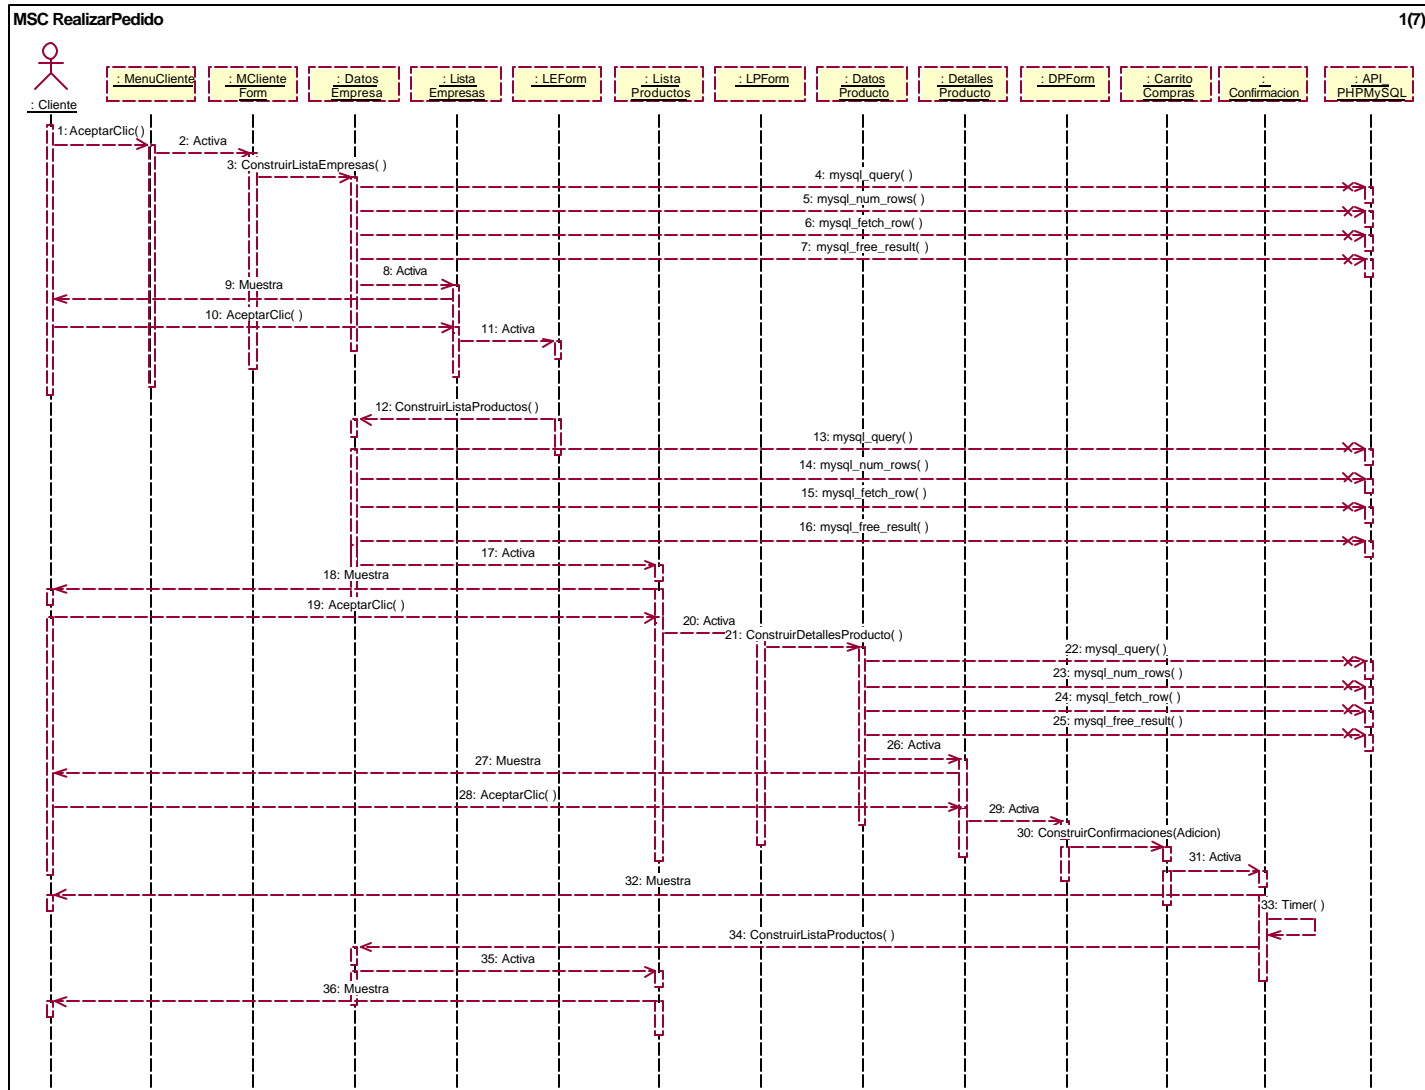 MSC RealizarPedido
1(7)
: Cliente
: MenuCliente
: MCliente
Form
: Datos
Empresa
: Lista
Empresas
: LEForm
: Lista
Productos
: LPForm
: Datos
Producto
: Detalles
Producto
: DPForm
: Carrito
Compras
:
Confirmacion
: API_
PHPMySQL
1: AceptarClic( )
2: Activa
3: ConstruirListaEmpresas( )
4: mysql_query( )
5: mysql_num_rows( )
6: mysql_fetch_row( )
7: mysql_free_result( )
8: Activa
9: Muestra
10: AceptarClic( )
11: Activa
12: ConstruirListaProductos( )
13: mysql_query( )
14: mysql_num_rows( )
15: mysql_fetch_row( )
16: mysql_free_result( )
17: Activa
18: Muestra
19: AceptarClic( )
20: Activa
21: ConstruirDetallesProducto( )
22: mysql_query( )
23: mysql_num_rows( )
24: mysql_fetch_row( )
25: mysql_free_result( )
26: Activa
27: Muestra
28: AceptarClic( )
29: Activa
30: ConstruirConfirmaciones(Adicion)
31: Activa
32: Muestra
33: Timer( )
34: ConstruirListaProductos( )
35: Activa
36: Muestra